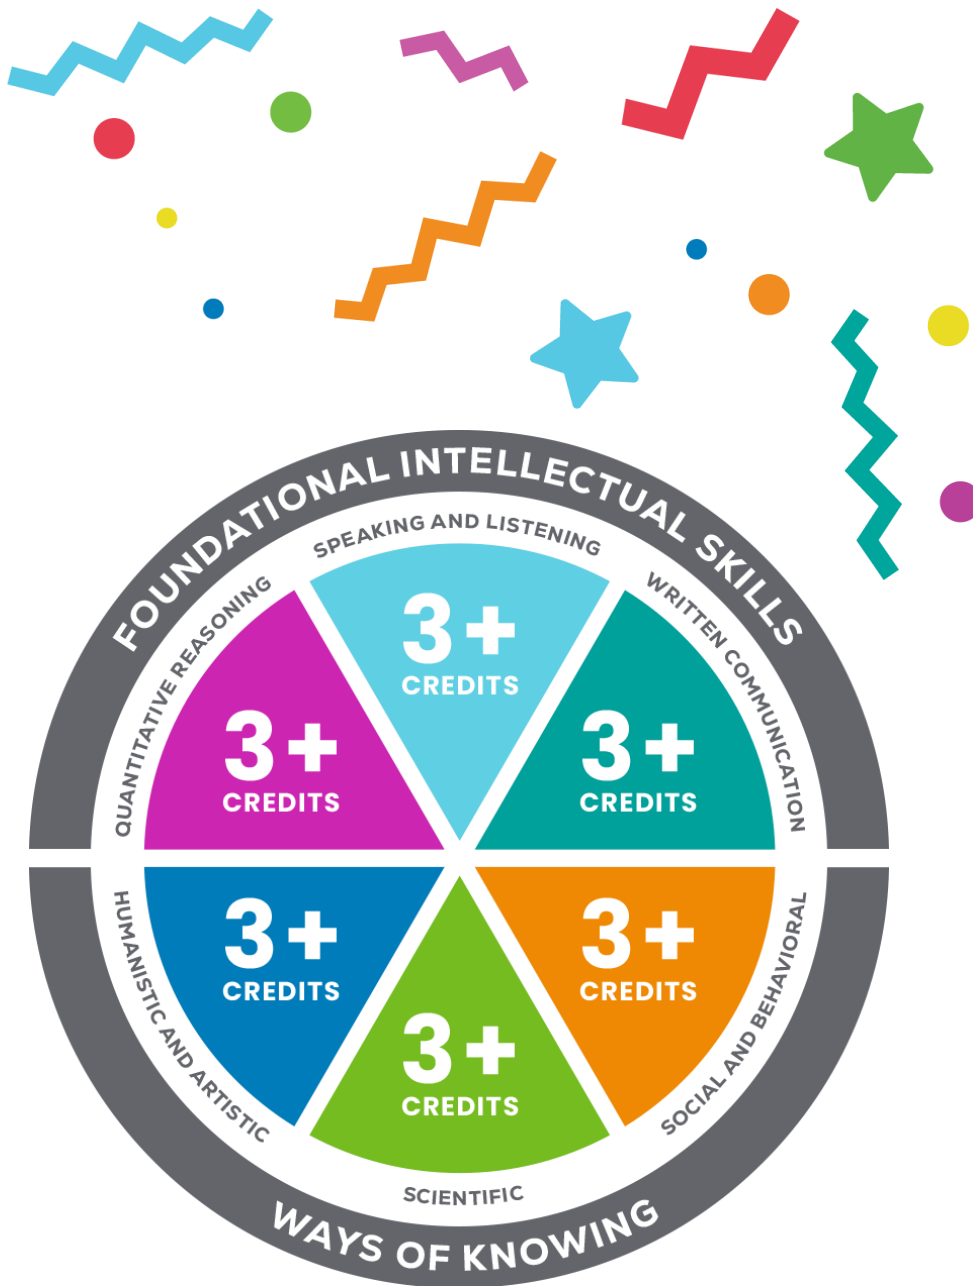 FOUNDATIONAL INTELLECTUAL SKILLS
SPEAKING AND LISTENING
QUANTITATIVE REASONING
WRITTEN COMMUNICATION
3+
CREDITS
3+
CREDITS
3+
CREDITS
3+
CREDITS
3+
CREDITS
3+
CREDITS
HUMANISTIC AND ARTISTIC
SOCIAL AND BEHAVIORAL
SCIENTIFIC
WAYS OF KNOWING